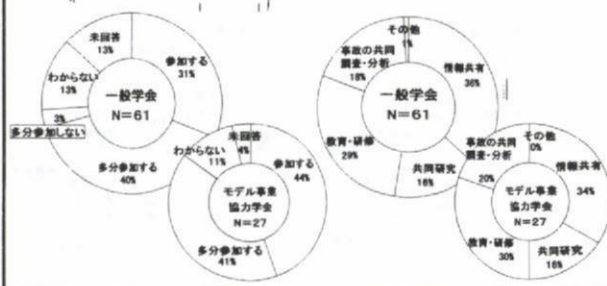 未回答
13%
参加する
31%
わからない
13%
一般学会
N=61
3%
多分参加しない
多分参加する
40%
未回答
4%
わからない
11%
参加する
44%
モデル事業
協力学会
N=27
多分参加する
41%
その他
1%
事故の共同
調査・分析
18%
情報共有
36%
一般学会
N=61
教育・研修
29%
共同研究
16%
その他
0%
事故の共同
調査・分析
20%
情報共有
34%
モデル事業
協力学会
N=27
教育・研修
30%
共同研究
16%